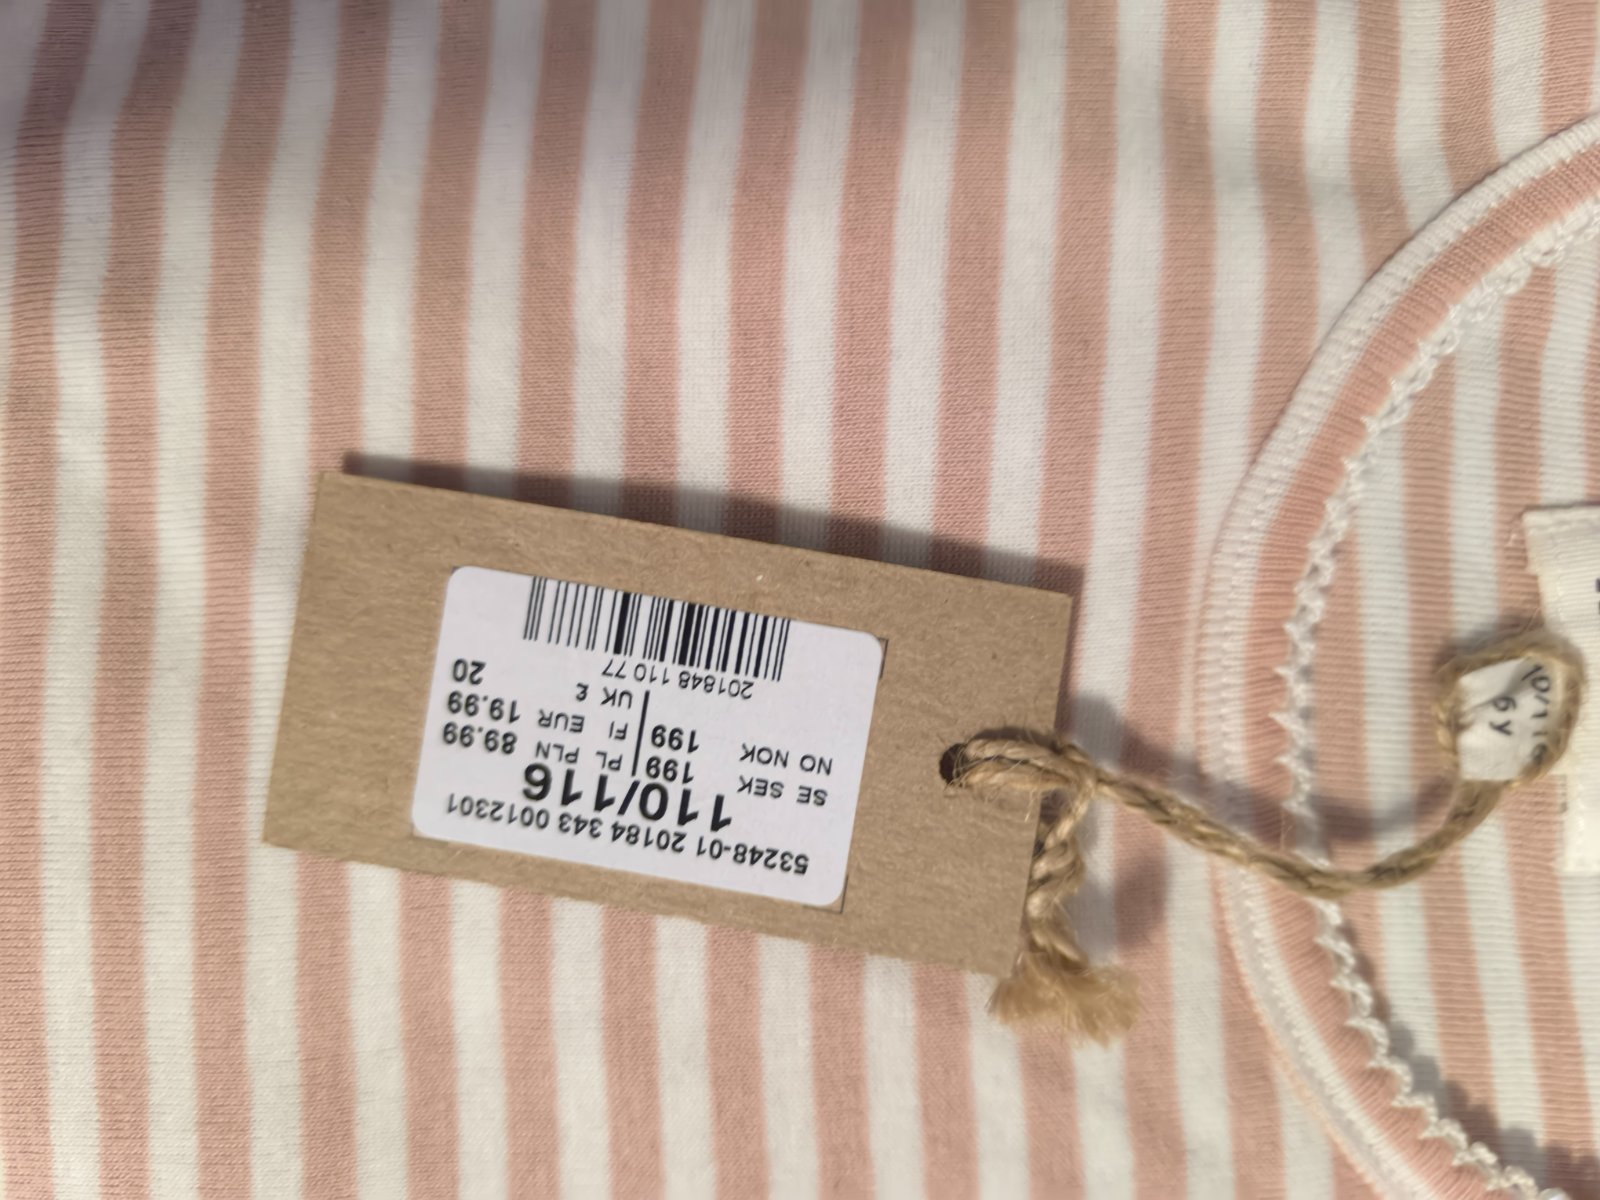 53248-01 20184 343 0012301
110/116
SE SEK 199 PL PLN 89.99
NO NOK 199 FI EUR 19.99
UK £ 20
201848 110 77
6Y